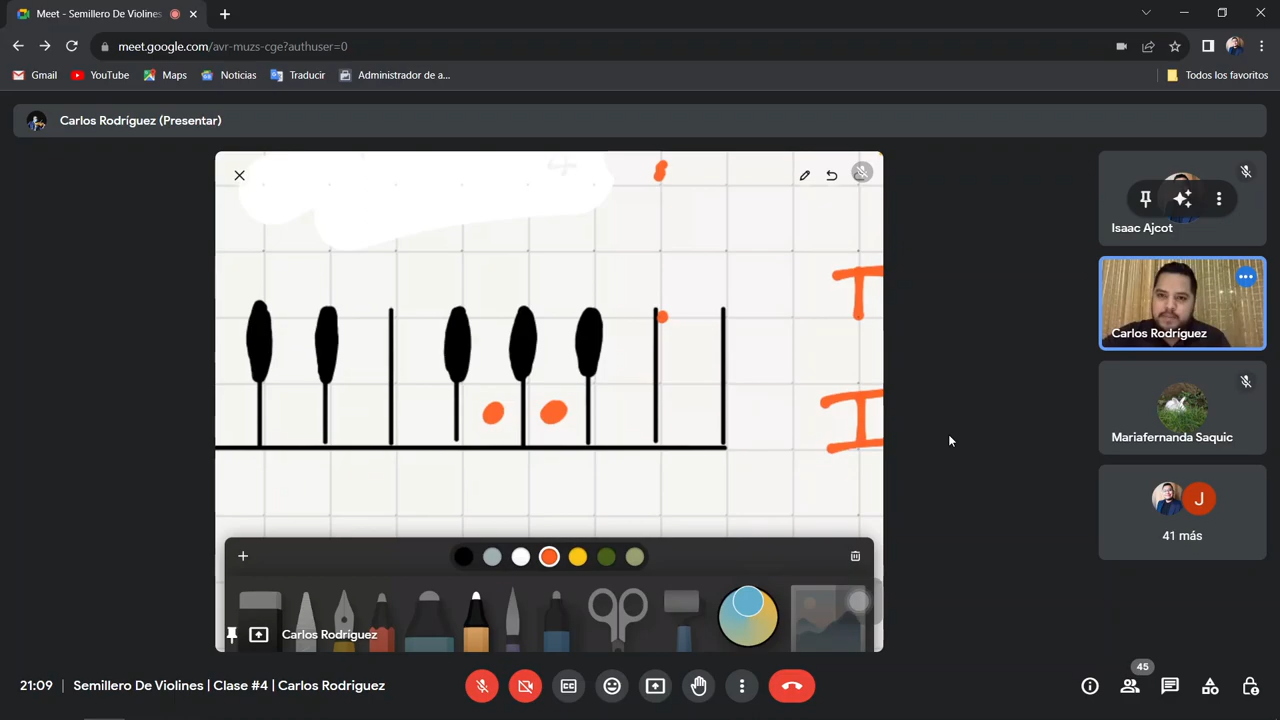 Meet - Semillero De Violines
meet.google.com/avr-muzs-cge?authuser=0
Gmail
YouTube
Maps
Noticias
Traducir
Administrador de a...
Todos los favoritos
Carlos Rodríguez (Presentar)
Isaac Ajcot
Carlos Rodríguez
Mariafernanda Saquic
J
41 más
T
I
Carlos Rodríguez
45
21:09 | Semillero De Violines | Clase #4 | Carlos Rodriguez
CC